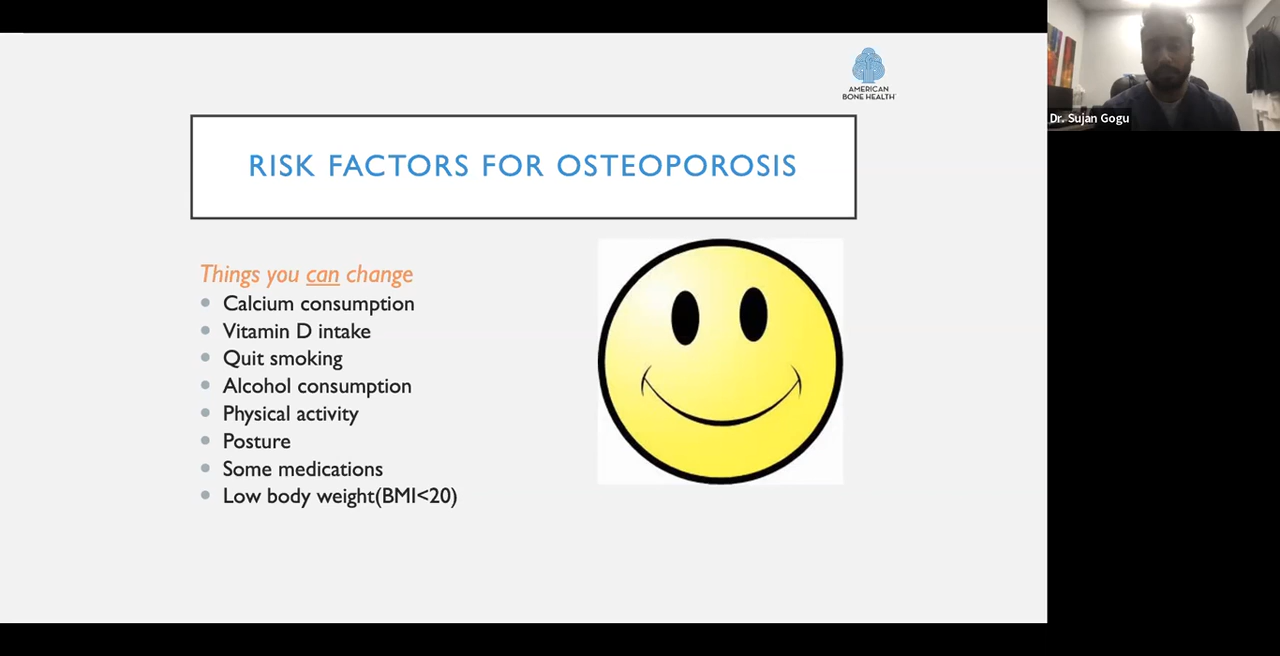 AMERICAN
BONE HEALTH
Dr. Sujan Gogu
RISK FACTORS FOR OSTEOPOROSIS
Things you can change
Calcium consumption
Vitamin D intake
Quit smoking
Alcohol consumption
Physical activity
Posture
Some medications
Low body weight(BMI<20)